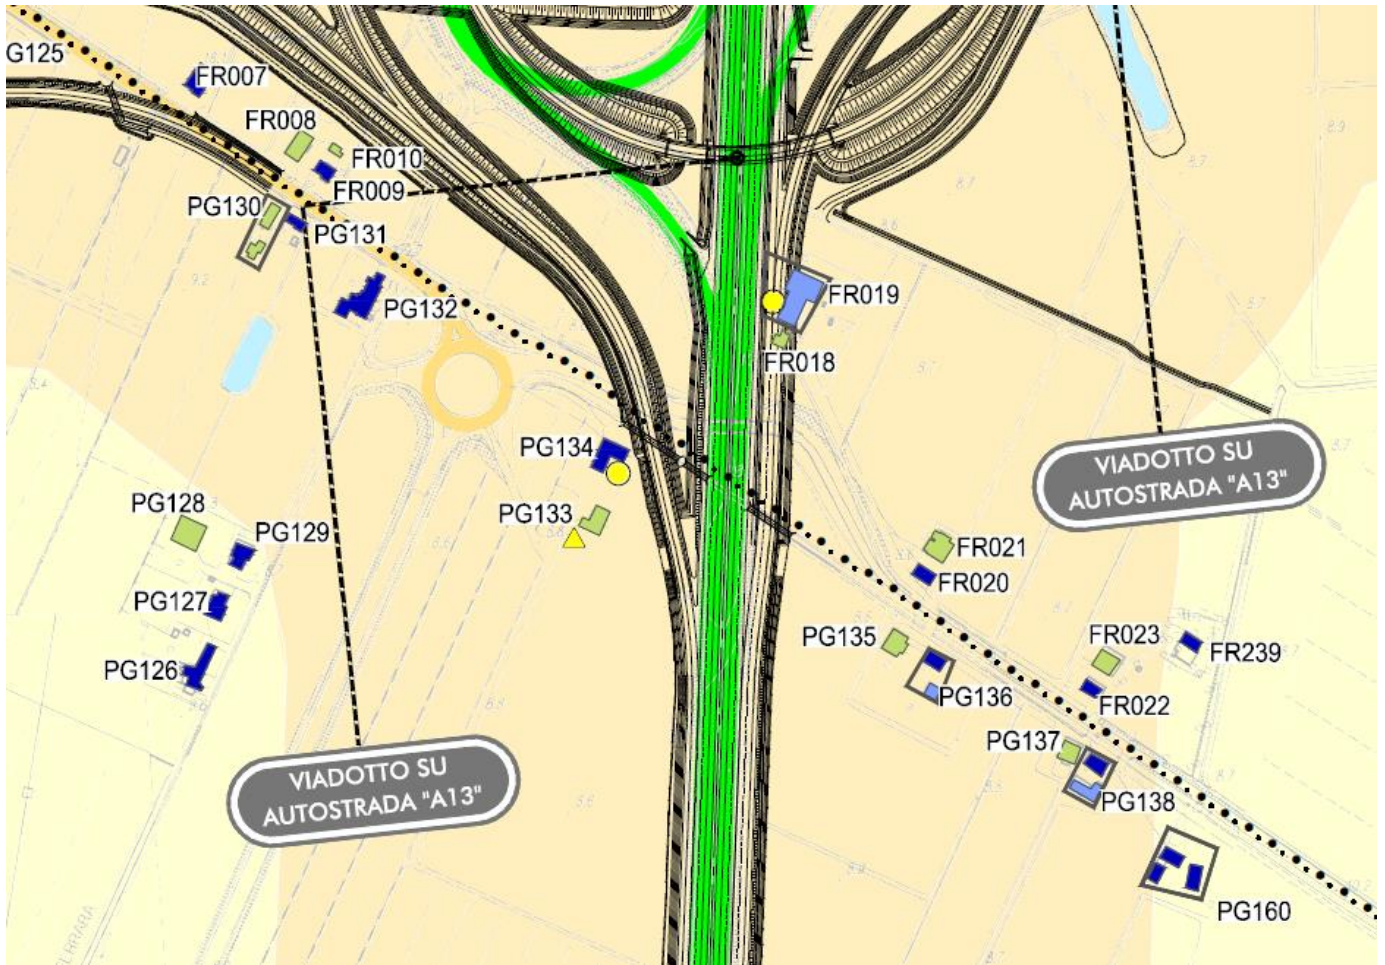 G125
FR007
FR008
FR010
FR009
PG130
PG131
PG132
FR019
FR018
PG134
PG133
VIADOTTO SU
AUTOSTRADA "A13"
PG128
PG129
PG127
PG126
FR021
FR020
PG135
PG136
FR023
FR239
FR022
PG137
PG138
PG160
VIADOTTO SU
AUTOSTRADA "A13"